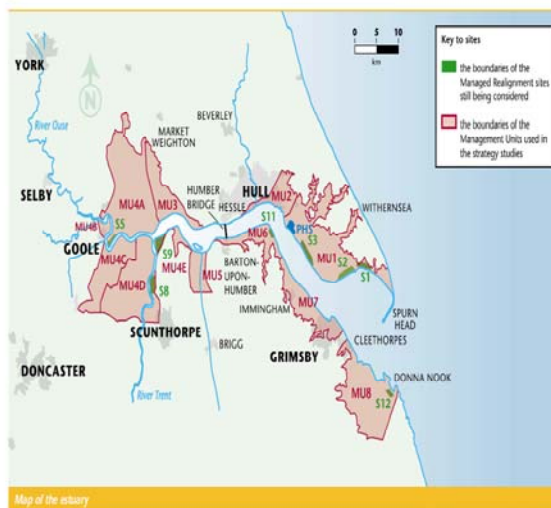 YORK
N
River Ouse
SELBY
MARKET
WEIGHTON
BEVERLEY
0 5 10
km
Key to sites
the boundaries of the
Managed Realignment sites
still being considered
the boundaries of the
Management Units used in
the strategy studies
HUMBER
BRIDGE
HESSLE
HULL
WITHERNSEA
MU4A
MU3
MU2
MU4B
S5
GOOLE
S11
PHS
S3
MU6
MU1
S2
S1
S9
MU4C
MU4E
MU5
BARTON-
UPON-
HUMBER
MU4D
S8
SCUNTHORPE
IMMINGHAM
MU7
SPURN
HEAD
CLEETHORPES
GRIMSBY
BRIGG
DONCASTER
River Trent
DONNA NOOK
MU8
S12
Map of the estuary